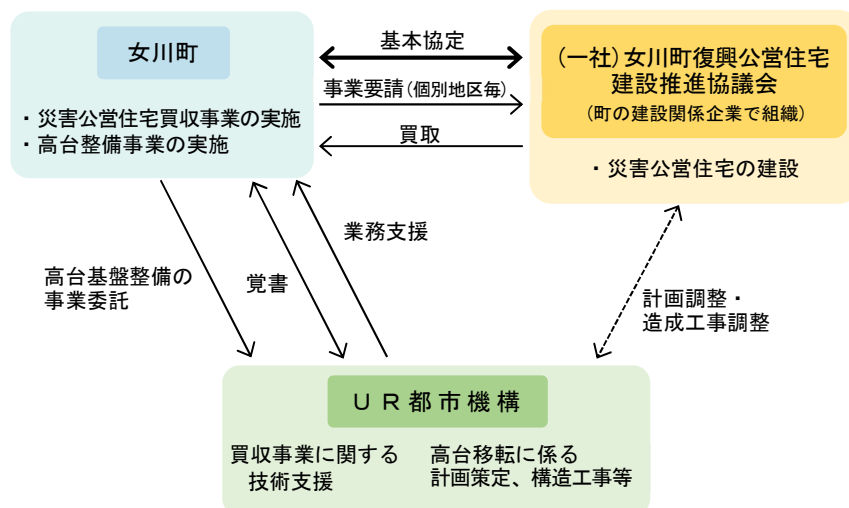 女川町
・災害公営住宅買収事業の実施
・高台整備事業の実施
基本協定
事業要請(個別地区毎)
買取
(一社)女川町復興公営住宅
建設推進協議会
(町の建設関係企業で組織)
・災害公営住宅の建設
高台基盤整備の
事業委託
覚書
業務支援
計画調整・
造成工事調整
UR都市機構
買収事業に関する
技術支援
高台移転に係る
計画策定、構造工事等